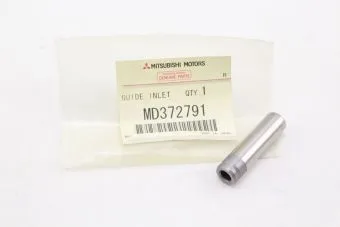 MITSUBISHI MOTORS
GENUINE PARTS
GUIDE INLET QTY 1
MD372791